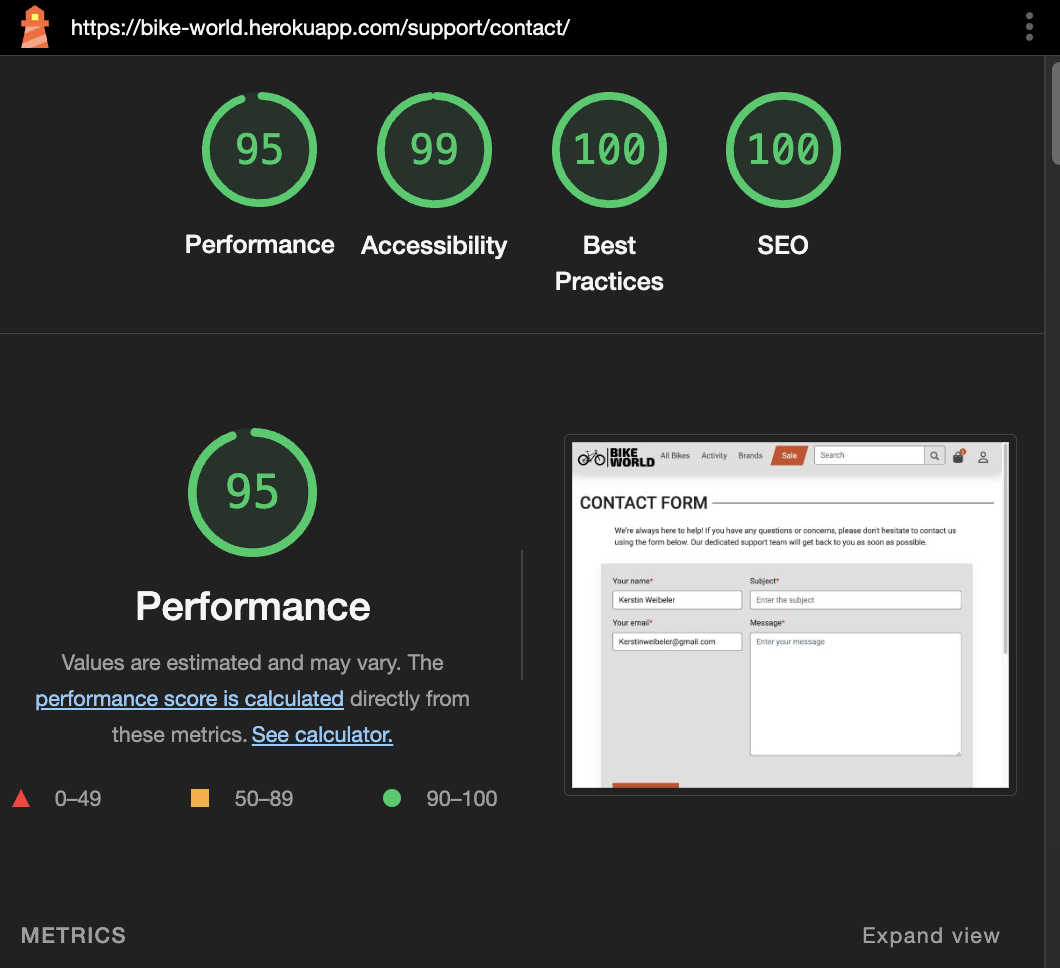 https://bike-world.herokuapp.com/support/contact/
95 99 100 100
Performance Accessibility Best Practices SEO
95
Performance
Values are estimated and may vary. The
performance score is calculated directly from
these metrics. See calculator.
0–49 50–89 90–100
BIKE WORLD All Bikes Activity Brands Sale Search
CONTACT FORM
We're always here to help! If you have any questions or concerns, please don't hesitate to contact us
using the form below. Our dedicated support team will get back to you as soon as possible.
Your name* Subject*
Kerstin Weibeler Enter the subject
Your email* Message*
Kerstinweibeler@gmail.com Enter your message
METRICS Expand view